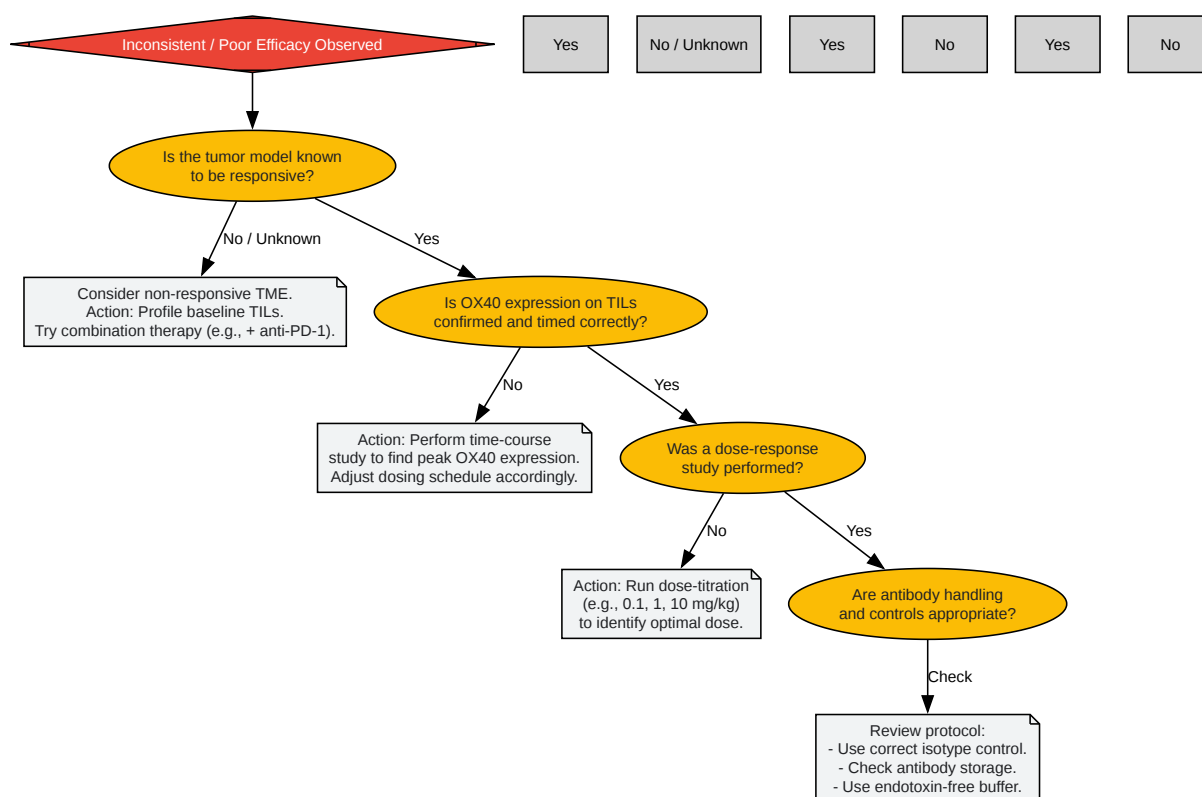 Inconsistent / Poor Efficacy Observed
Yes
No / Unknown
Yes
No
Yes
No
Is the tumor model known
to be responsive?
No / Unknown
Yes
Consider non-responsive TME.
Action: Profile baseline TILs.
Try combination therapy (e.g., + anti-PD-1).
Is OX40 expression on TILs
confirmed and timed correctly?
No
Yes
Action: Perform time-course
study to find peak OX40 expression.
Adjust dosing schedule accordingly.
Was a dose-response
study performed?
No
Yes
Action: Run dose-titration
(e.g., 0.1, 1, 10 mg/kg)
to identify optimal dose.
Are antibody handling
and controls appropriate?
Check
Review protocol:
- Use correct isotype control.
- Check antibody storage.
- Use endotoxin-free buffer.